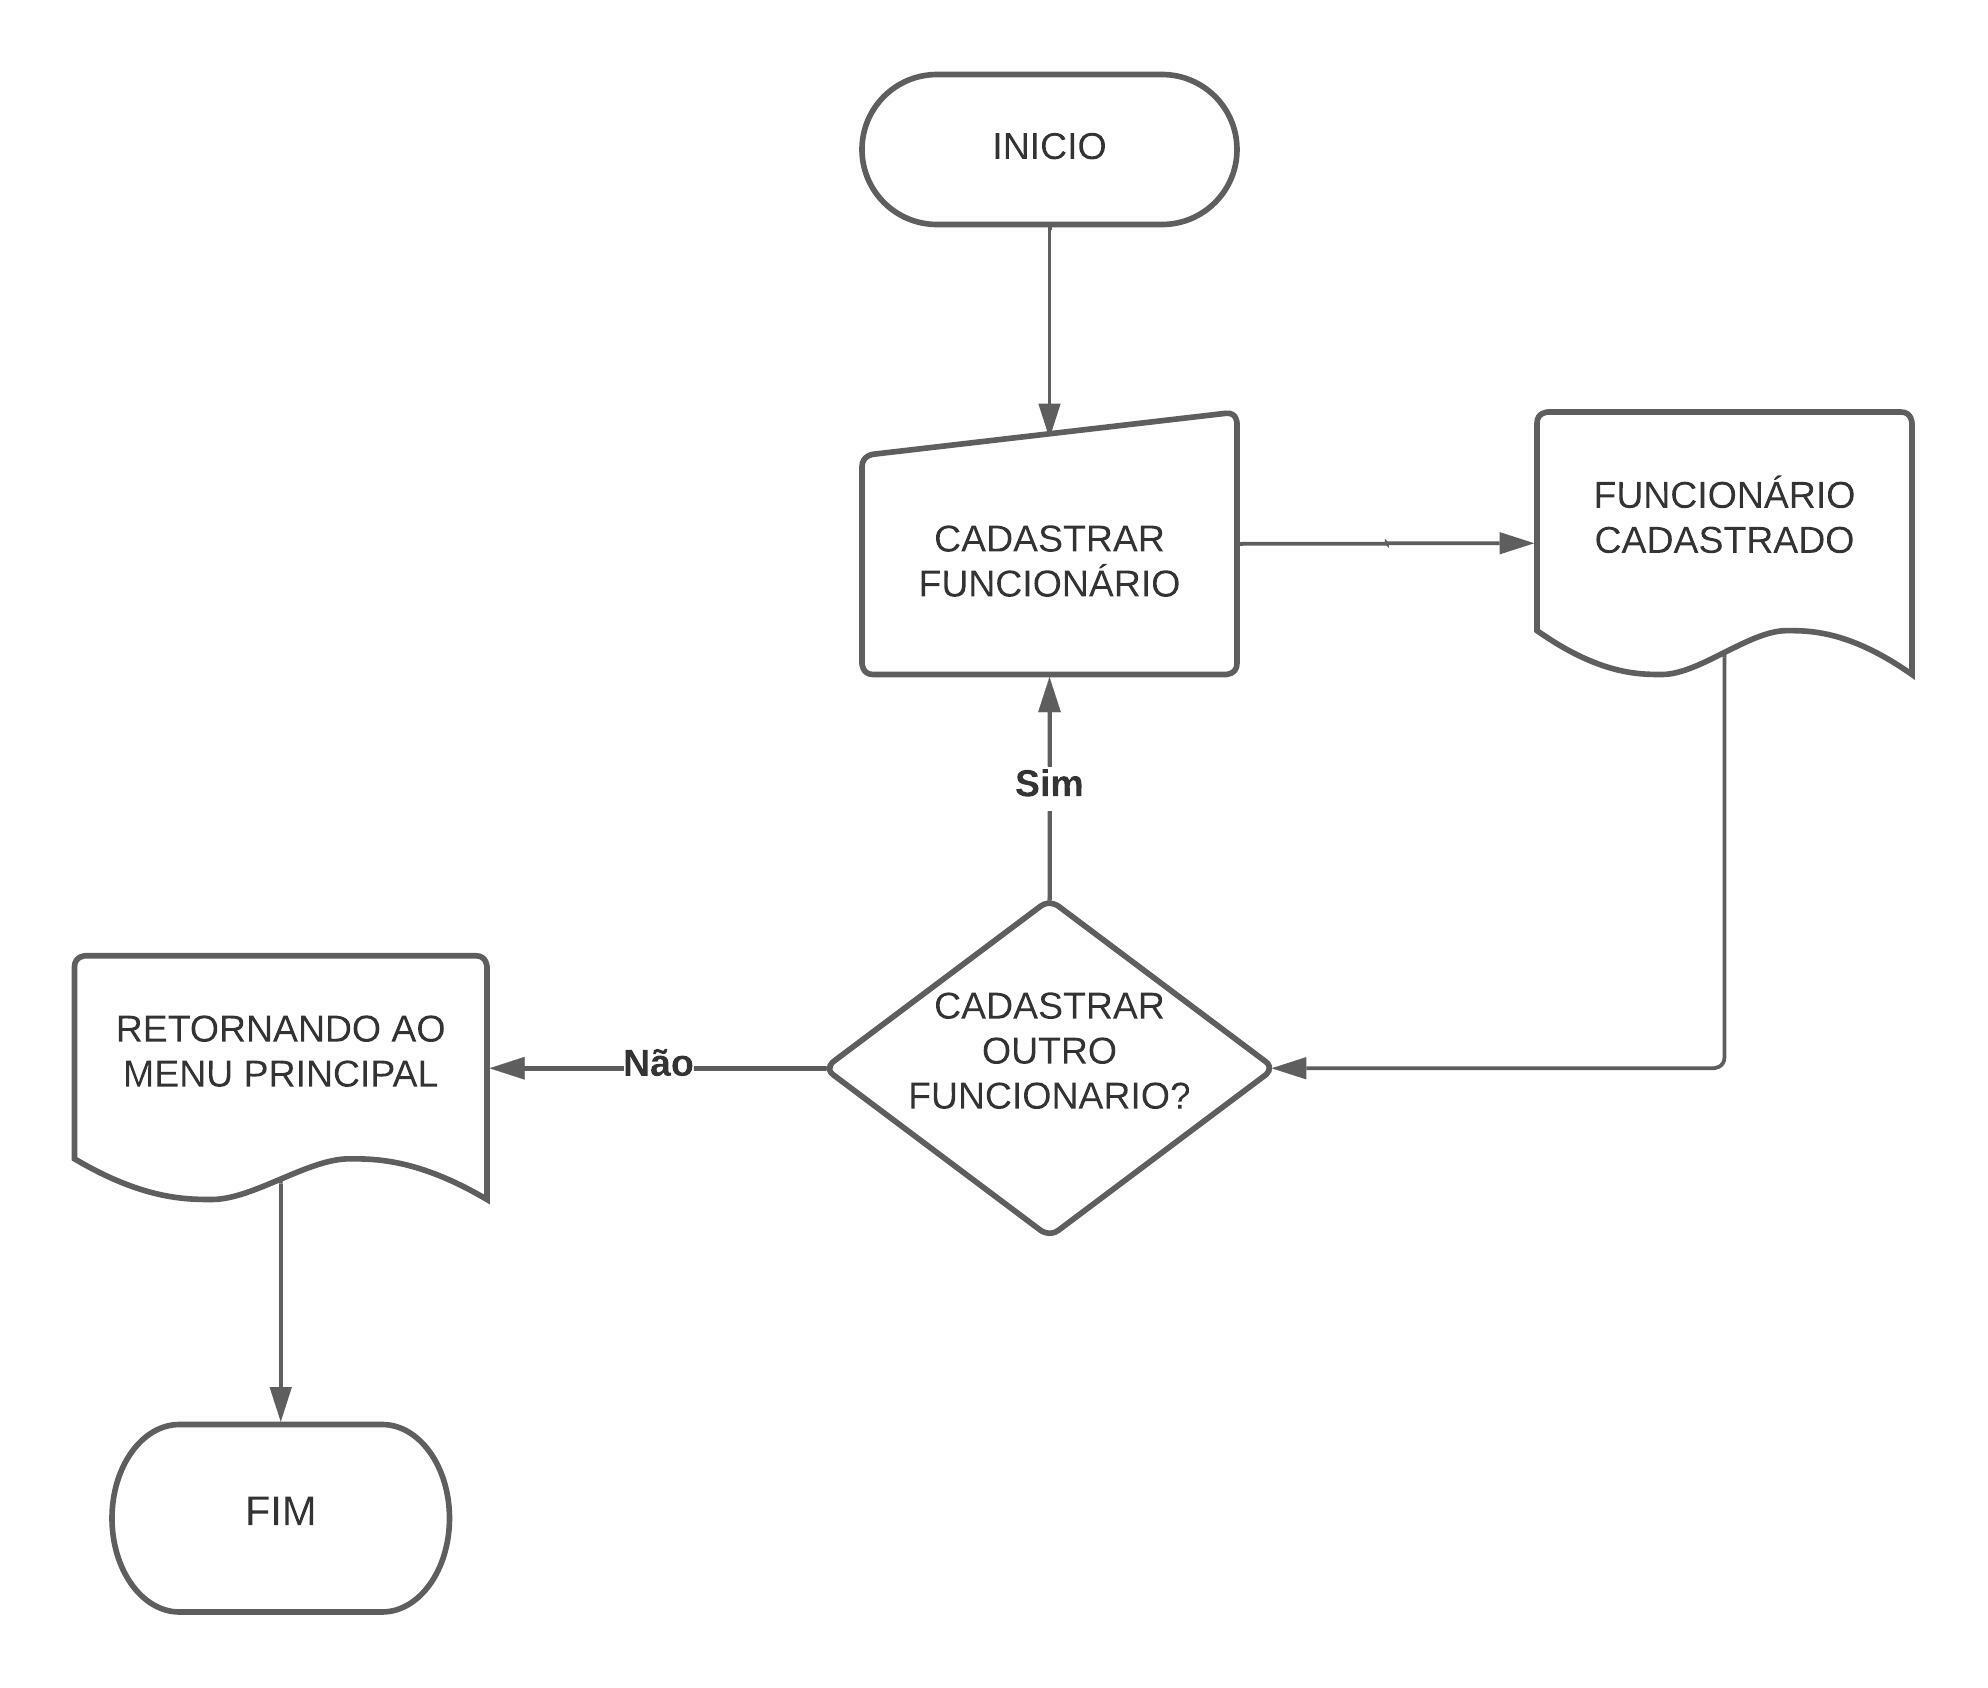 INICIO
CADASTRAR
FUNCIONÁRIO
FUNCIONÁRIO
CADASTRADO
Sim
CADASTRAR
OUTRO
FUNCIONARIO?
Não
RETORNANDO AO
MENU PRINCIPAL
FIM